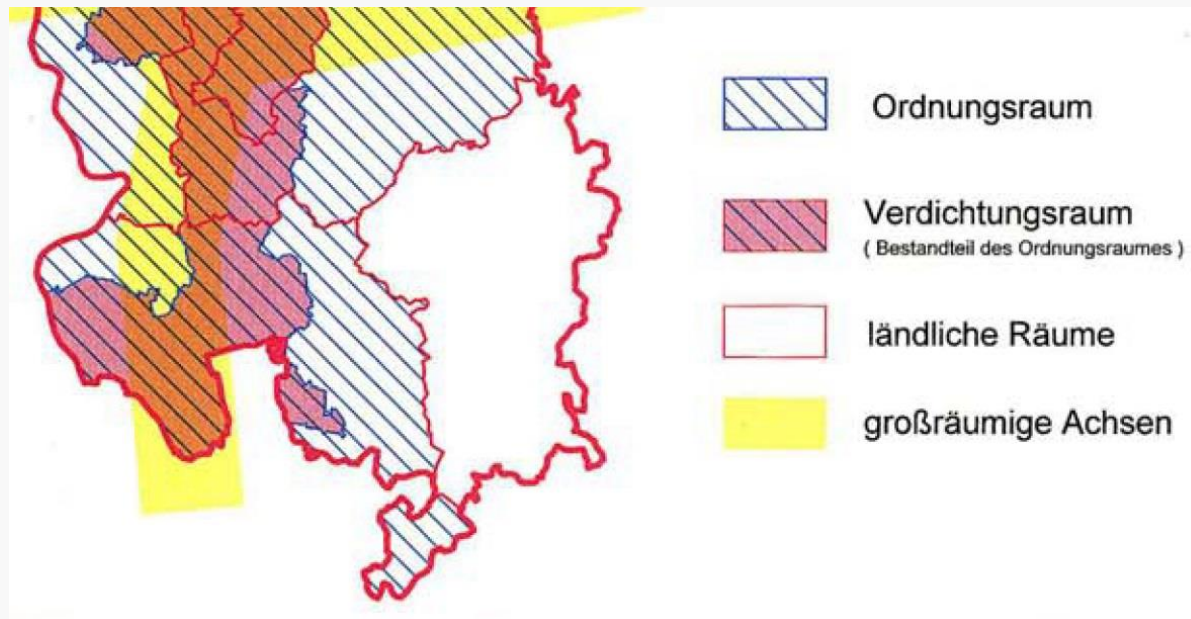 Ordnungsraum
Verdichtungsraum
( Bestandteil des Ordnungsraumes )
ländliche Räume
großräumige Achsen